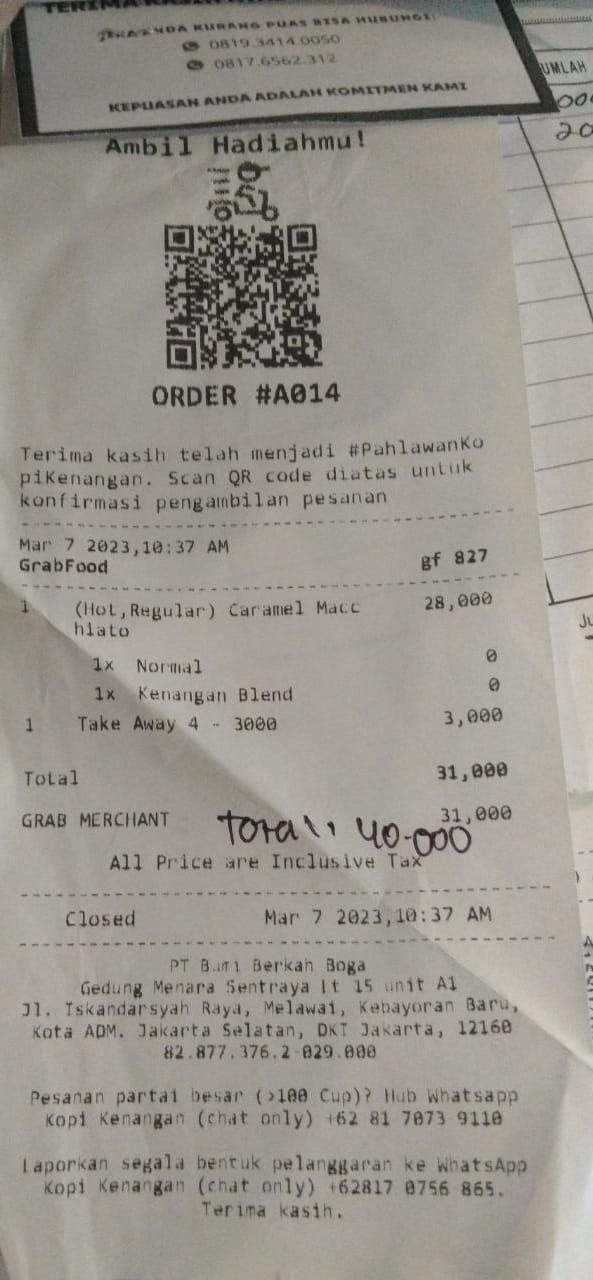 TERIMA KASIH
ANDA KURANG PUAS BISA HUBUNGI:
0819.3414.0050
0817.6562.312
KEPUASAN ANDA ADALAH KOMITMEN KAMI
UMLAH
20
Ambil Hadiahmu!
ORDER #A014
Terima kasih telah menjadi #PahlawanKo
piKenangan. Scan QR code diatas untuk
konfirmasi pengambilan pesanan
Mar 7 2023,10:37 AM
GrabFood gf 827
1 (Hot,Regular) Caramel Macc 28,000
hiato
1x Normal 0
1x Kenangan Blend 0
1 Take Away 4 - 3000 3,000
Total 31,000
GRAB MERCHANT 31,000
Total: 40.000
All Price are Inclusive Tax
Closed Mar 7 2023,10:37 AM
PT Bumi Berkah Boga
Gedung Menara Sentraya lt 15 unit A1
Jl. Iskandarsyah Raya, Melawai, Kebayoran Baru,
Kota ADM. Jakarta Selatan, DKI Jakarta, 12160
82.877.376.2-029.000
Pesanan partai besar (>100 Cup)? Hub Whatsapp
Kopi Kenangan (chat only) +62 81 7073 9110
Laporkan segala bentuk pelanggaran ke WhatsApp
Kopi Kenangan (chat only) +62817 0756 865.
Terima kasih.